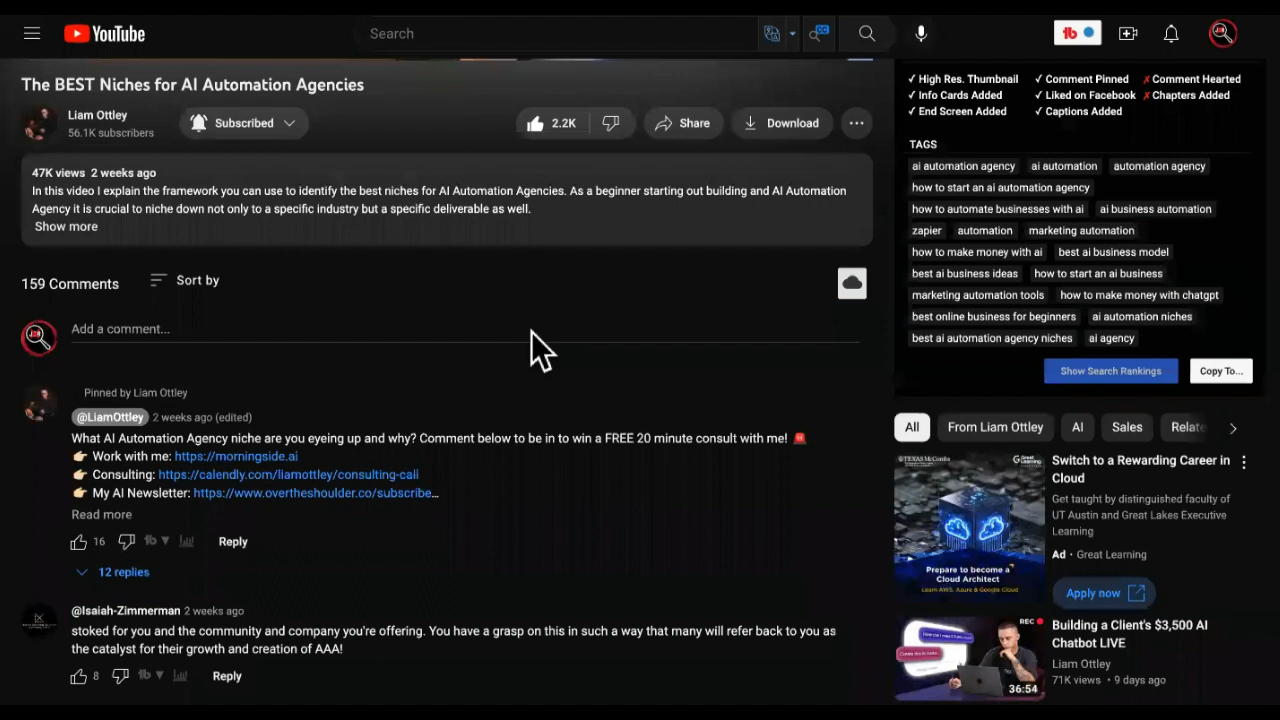 YouTube
Search
CC
The BEST Niches for AI Automation Agencies
Liam Ottley
56.1K subscribers
Subscribed
2.2K
Share
Download
47K views 2 weeks ago
In this video I explain the framework you can use to identify the best niches for AI Automation Agencies. As a beginner starting out building and AI Automation
Agency it is crucial to niche down not only to a specific industry but a specific deliverable as well.
Show more
159 Comments
Sort by
Add a comment...
Pinned by Liam Ottley
@LiamOttley 2 weeks ago (edited)
What AI Automation Agency niche are you eyeing up and why? Comment below to be in to win a FREE 20 minute consult with me! 🚨
👉 Work with me: https://morningside.ai
👉 Consulting: https://calendly.com/liamottley/consulting-call
👉 My AI Newsletter: https://www.overtheshoulder.co/subscribe...
Read more
16
Reply
12 replies
@Isaiah-Zimmerman 2 weeks ago
stoked for you and the community and company you're offering. You have a grasp on this in such a way that many will refer back to you as
the catalyst for their growth and creation of AAA!
8
Reply
✓ High Res. Thumbnail ✓ Comment Pinned ✗ Comment Hearted
✓ Info Cards Added ✓ Liked on Facebook ✗ Chapters Added
✓ End Screen Added ✓ Captions Added
TAGS
ai automation agency ai automation automation agency
how to start an ai automation agency
how to automate businesses with ai ai business automation
zapier automation marketing automation
how to make money with ai best ai business model
best ai business ideas how to start an ai business
marketing automation tools how to make money with chatgpt
best online business for beginners ai automation niches
best ai automation agency niches ai agency
Show Search Rankings Copy To...
All From Liam Ottley AI Sales Relate
TEXAS McCombs
Great Learning
Prepare to become a
Cloud Architect
Learn AWS, Azure & Google Cloud
Switch to a Rewarding Career in
Cloud
Get taught by distinguished faculty of
UT Austin and Great Lakes Executive
Learning
Ad · Great Learning
Apply now
REC
36:54
Building a Client's $3,500 AI
Chatbot LIVE
Liam Ottley
71K views · 9 days ago